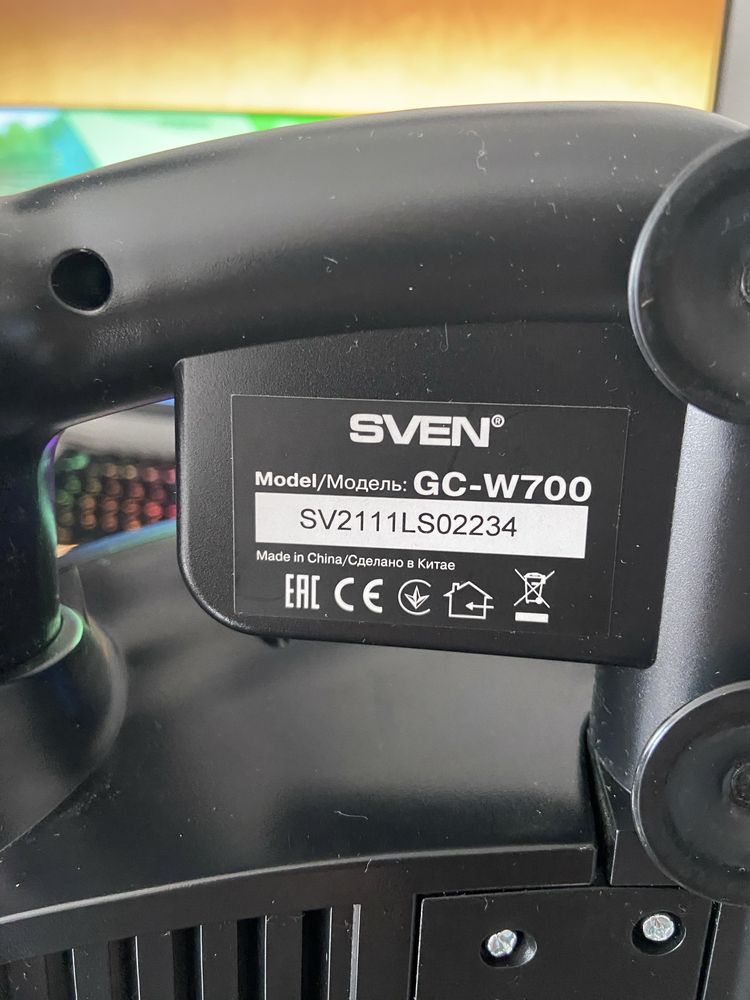 SVEN®
Model/Модель: GC-W700
SV2111LS02234
Made in China/Сделано в Китае
EAC CE